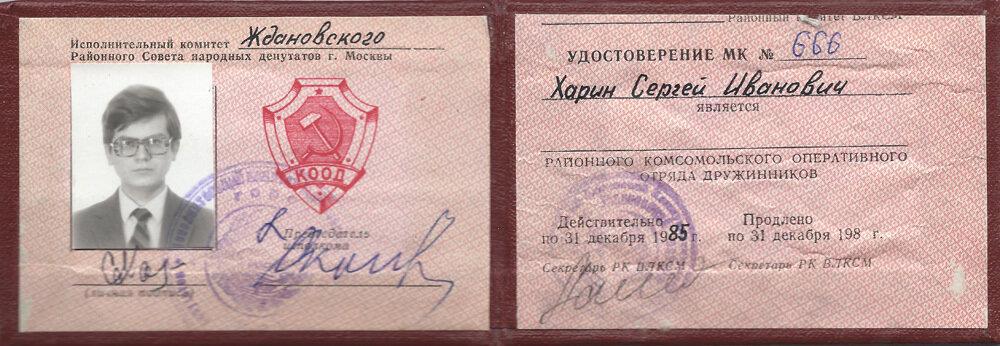 Исполнительный комитет Ждановского
Районного Совета народных депутатов г. Москвы
КООД
Председатель
исполкома
(личная подпись)
Районный комитет ВЛКСМ
УДОСТОВЕРЕНИЕ МК № 666
Харин Сергей Иванович
является
РАЙОННОГО КОМСОМОЛЬСКОГО ОПЕРАТИВНОГО
ОТРЯДА ДРУЖИННИКОВ
Действительно
по 31 декабря 1985 г.
Секретарь РК ВЛКСМ
Продлено
по 31 декабря 198 г.
Секретарь РК ВЛКСМ